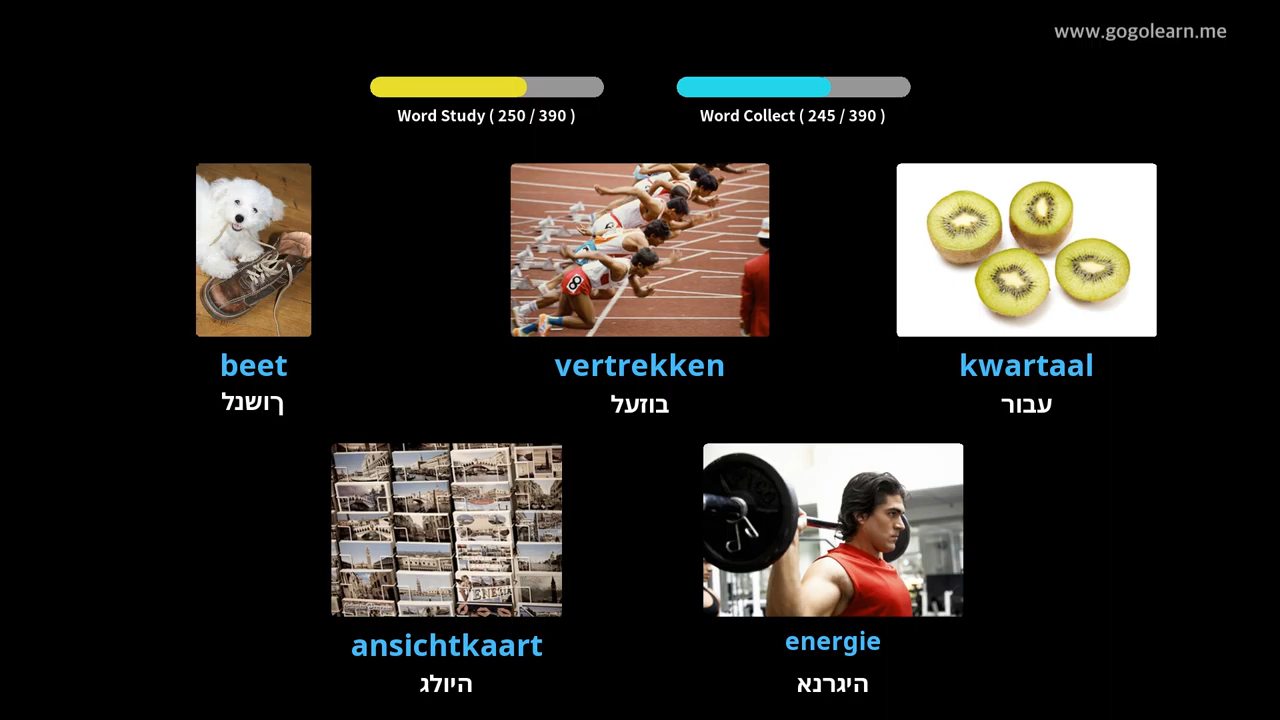 www.gogolearn.me
Word Study ( 250 / 390 )
Word Collect ( 245 / 390 )
beet
ךושנל
vertrekken
בוזעל
kwartaal
עבור
ansichtkaart
היולג
energie
היגרנא